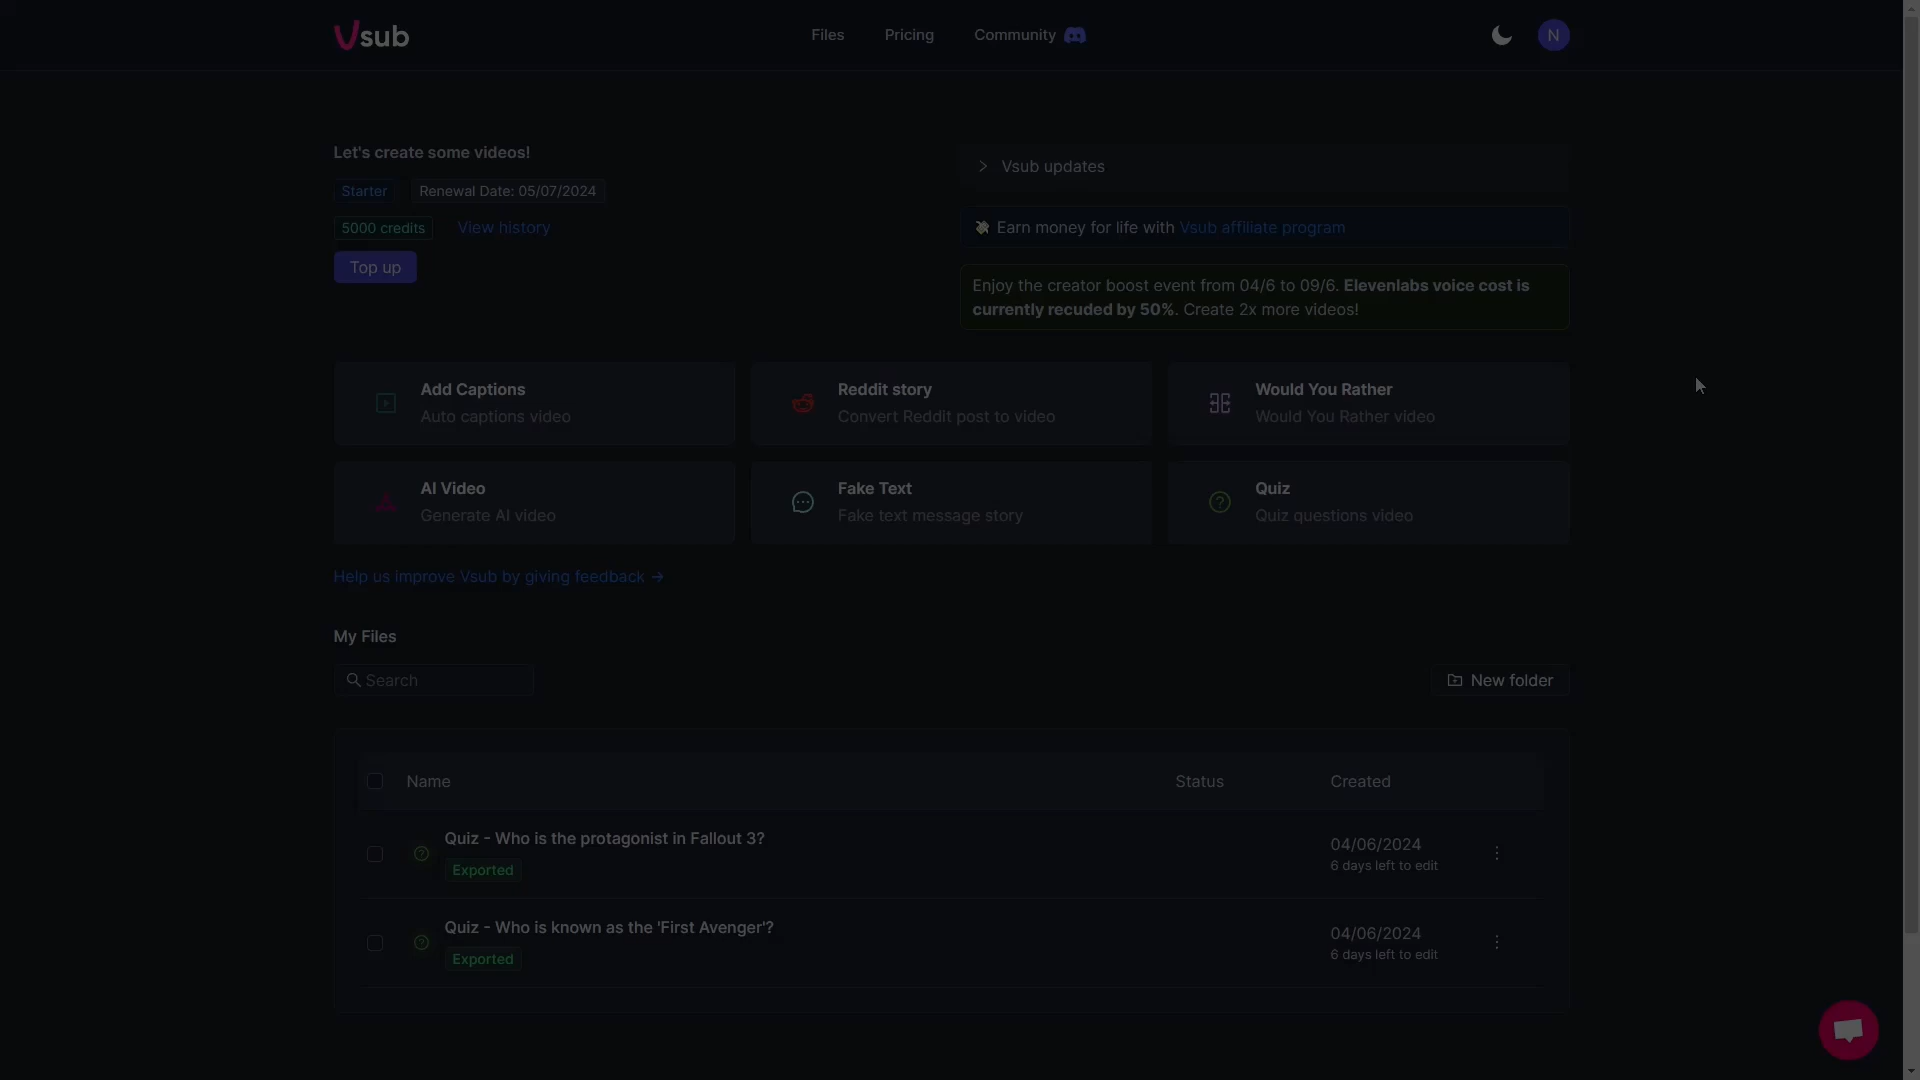 Vsub
Files
Pricing
Community
N
Let's create some videos!
Starter
Renewal Date: 05/07/2024
5000 credits
View history
Top up
Vsub updates
Earn money for life with Vsub affiliate program
Enjoy the creator boost event from 04/6 to 09/6. Elevenlabs voice cost is
currently recuded by 50%. Create 2x more videos!
Add Captions
Auto captions video
Reddit story
Convert Reddit post to video
Would You Rather
Would You Rather video
AI Video
Generate AI video
Fake Text
Fake text message story
Quiz
Quiz questions video
Help us improve Vsub by giving feedback →
My Files
Search
New folder
Name
Status
Created
Quiz - Who is the protagonist in Fallout 3?
Exported
04/06/2024
6 days left to edit
Quiz - Who is known as the 'First Avenger'?
Exported
04/06/2024
6 days left to edit